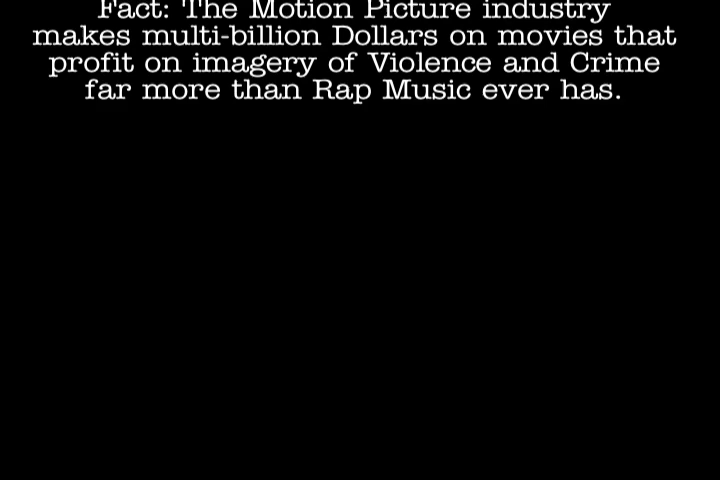 Fact: The Motion Picture industry
makes multi-billion Dollars on movies that
profit on imagery of Violence and Crime
far more than Rap Music ever has.